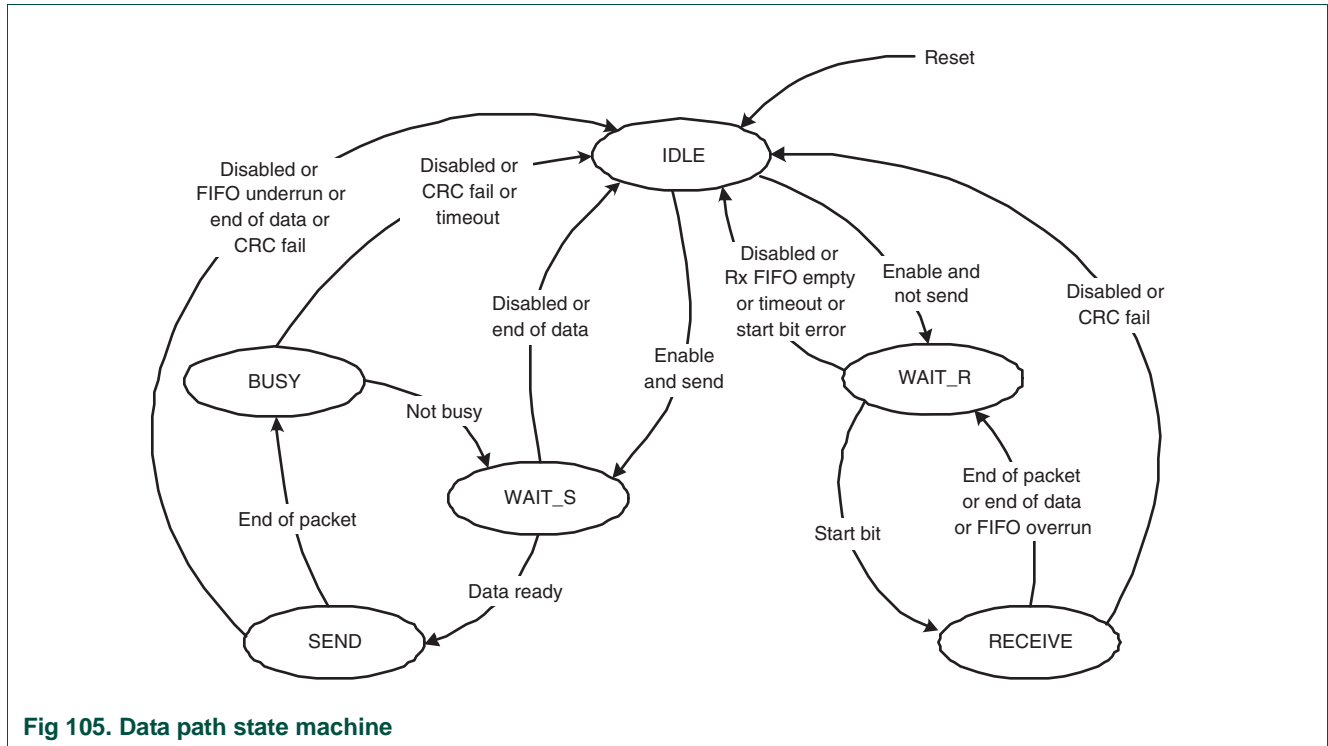 Reset
IDLE
Disabled or
FIFO underrun or
end of data or
CRC fail
Disabled or
CRC fail or
timeout
Disabled or
end of data
Enable
and send
Disabled or
Rx FIFO empty
or timeout or
start bit error
Enable and
not send
Disabled or
CRC fail
BUSY
Not busy
WAIT_R
WAIT_S
End of packet
Data ready
Start bit
End of packet
or end of data
or FIFO overrun
SEND
RECEIVE
Fig 105. Data path state machine